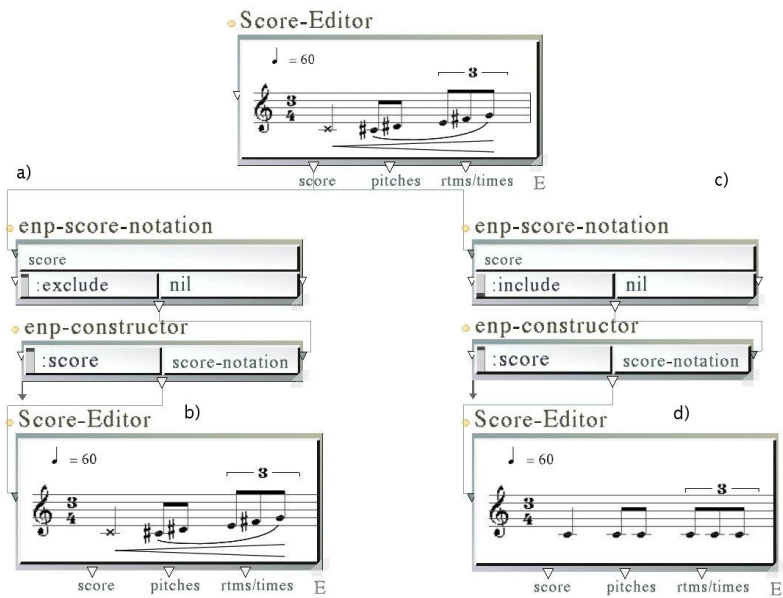 Score-Editor
♩ = 60
3
3
4
score pitches rtms/times E
a)
c)
enp-score-notation
score
:exclude nil
enp-constructor
:score score-notation
enp-score-notation
score
:include nil
enp-constructor
:score score-notation
b)
Score-Editor
♩ = 60
3
3
4
score pitches rtms/times E
d)
Score-Editor
♩ = 60
3
3
4
score pitches rtms/times E